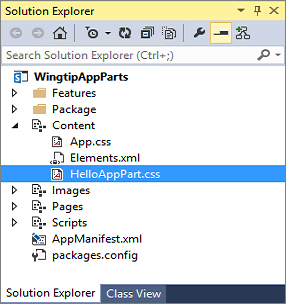 Solution Explorer
Search Solution Explorer (Ctrl+;)
WingtipAppParts
Features
Package
Content
App.css
Elements.xml
HelloAppPart.css
Images
Pages
Scripts
AppManifest.xml
packages.config
Solution Explorer Class View